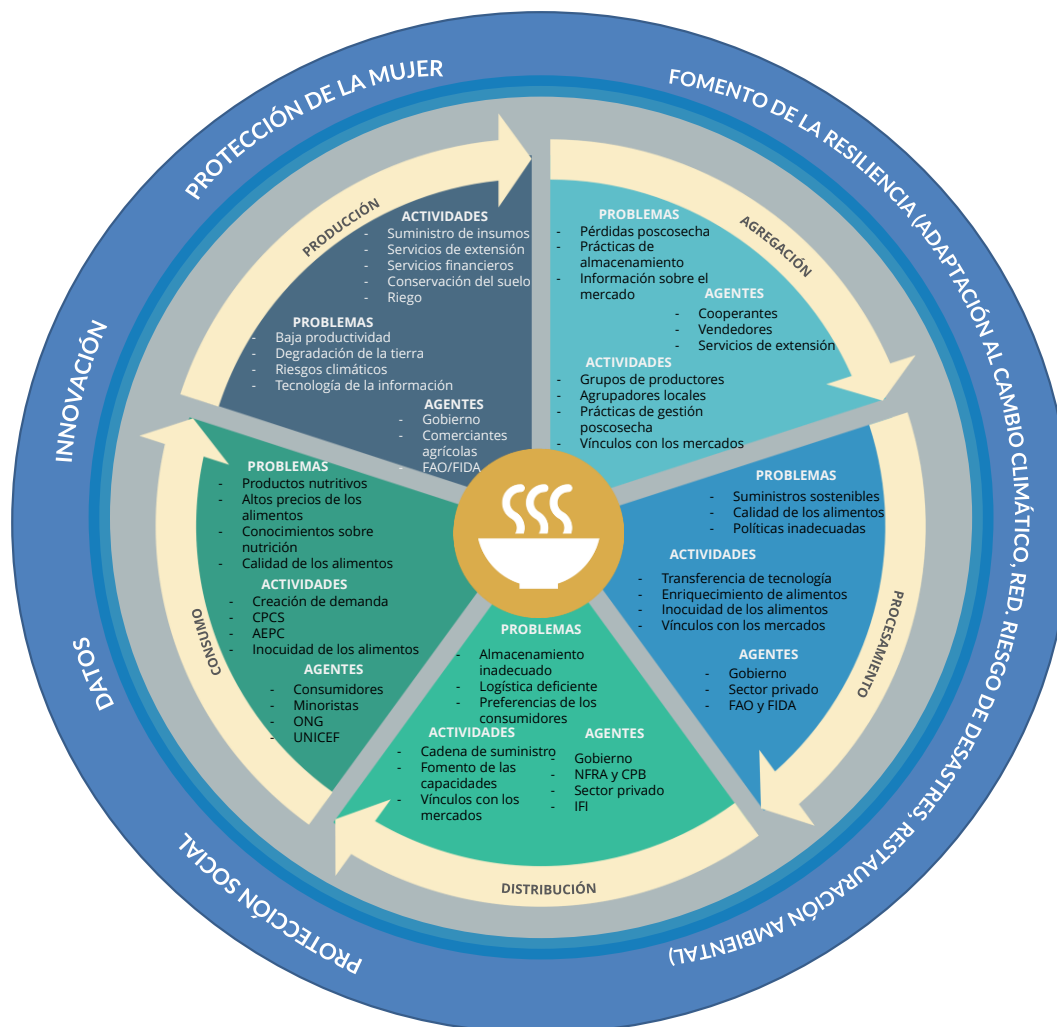 PROTECCIÓN DE LA MUJER
FOMENTO DE LA RESILIENCIA (ADAPTACIÓN AL CAMBIO CLIMÁTICO, RED. RIESGO DE DESASTRES, RESTAURACIÓN AMBIENTAL)
PROTECCIÓN SOCIAL
DATOS
INNOVACIÓN
PRODUCCIÓN
ACTIVIDADES
- Suministro de insumos
- Servicios de extensión
- Servicios financieros
- Conservación del suelo
- Riego
PROBLEMAS
- Baja productividad
- Degradación de la tierra
- Riesgos climáticos
- Tecnología de la información
AGENTES
- Gobierno
- Comerciantes
agrícolas
- FAO/FIDA
AGREGACIÓN
PROBLEMAS
- Pérdidas poscosecha
- Prácticas de
almacenamiento
- Información sobre el
mercado
AGENTES
- Cooperantes
- Vendedores
- Servicios de extensión
ACTIVIDADES
- Grupos de productores
- Agrupadores locales
- Prácticas de gestión
poscosecha
- Vínculos con los mercados
PROCESAMIENTO
PROBLEMAS
- Suministros sostenibles
- Calidad de los alimentos
- Políticas inadecuadas
ACTIVIDADES
- Transferencia de tecnología
- Enriquecimiento de alimentos
- Inocuidad de los alimentos
- Vínculos con los mercados
AGENTES
- Gobierno
- Sector privado
- FAO y FIDA
DISTRIBUCIÓN
PROBLEMAS
- Almacenamiento
inadecuado
- Logística deficiente
- Preferencias de los
consumidores
ACTIVIDADES
- Cadena de suministro
- Fomento de las
capacidades
- Vínculos con los
mercados
AGENTES
- Gobierno
- NFRA y CPB
- Sector privado
- IFI
CONSUMO
PROBLEMAS
- Productos nutritivos
- Altos precios de los
alimentos
- Conocimientos sobre
nutrición
- Calidad de los alimentos
ACTIVIDADES
- Creación de demanda
- CPCS
- AEPC
- Inocuidad de los alimentos
AGENTES
- Consumidores
- Minoristas
- ONG
- UNICEF